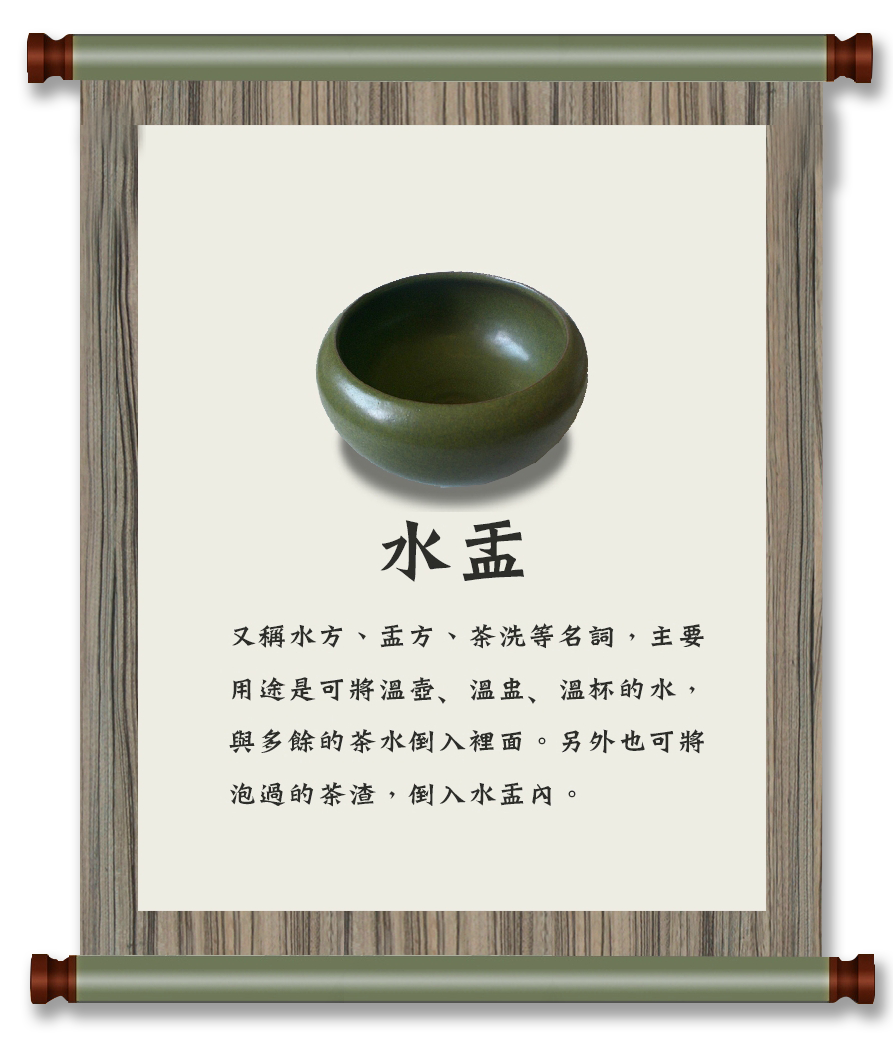 水盂
又稱水方、盂方、茶洗等名詞，主要
用途是可將溫壺、溫盅、溫杯的水，
與多餘的茶水倒入裡面。另外也可將
泡過的茶渣，倒入水盂內。